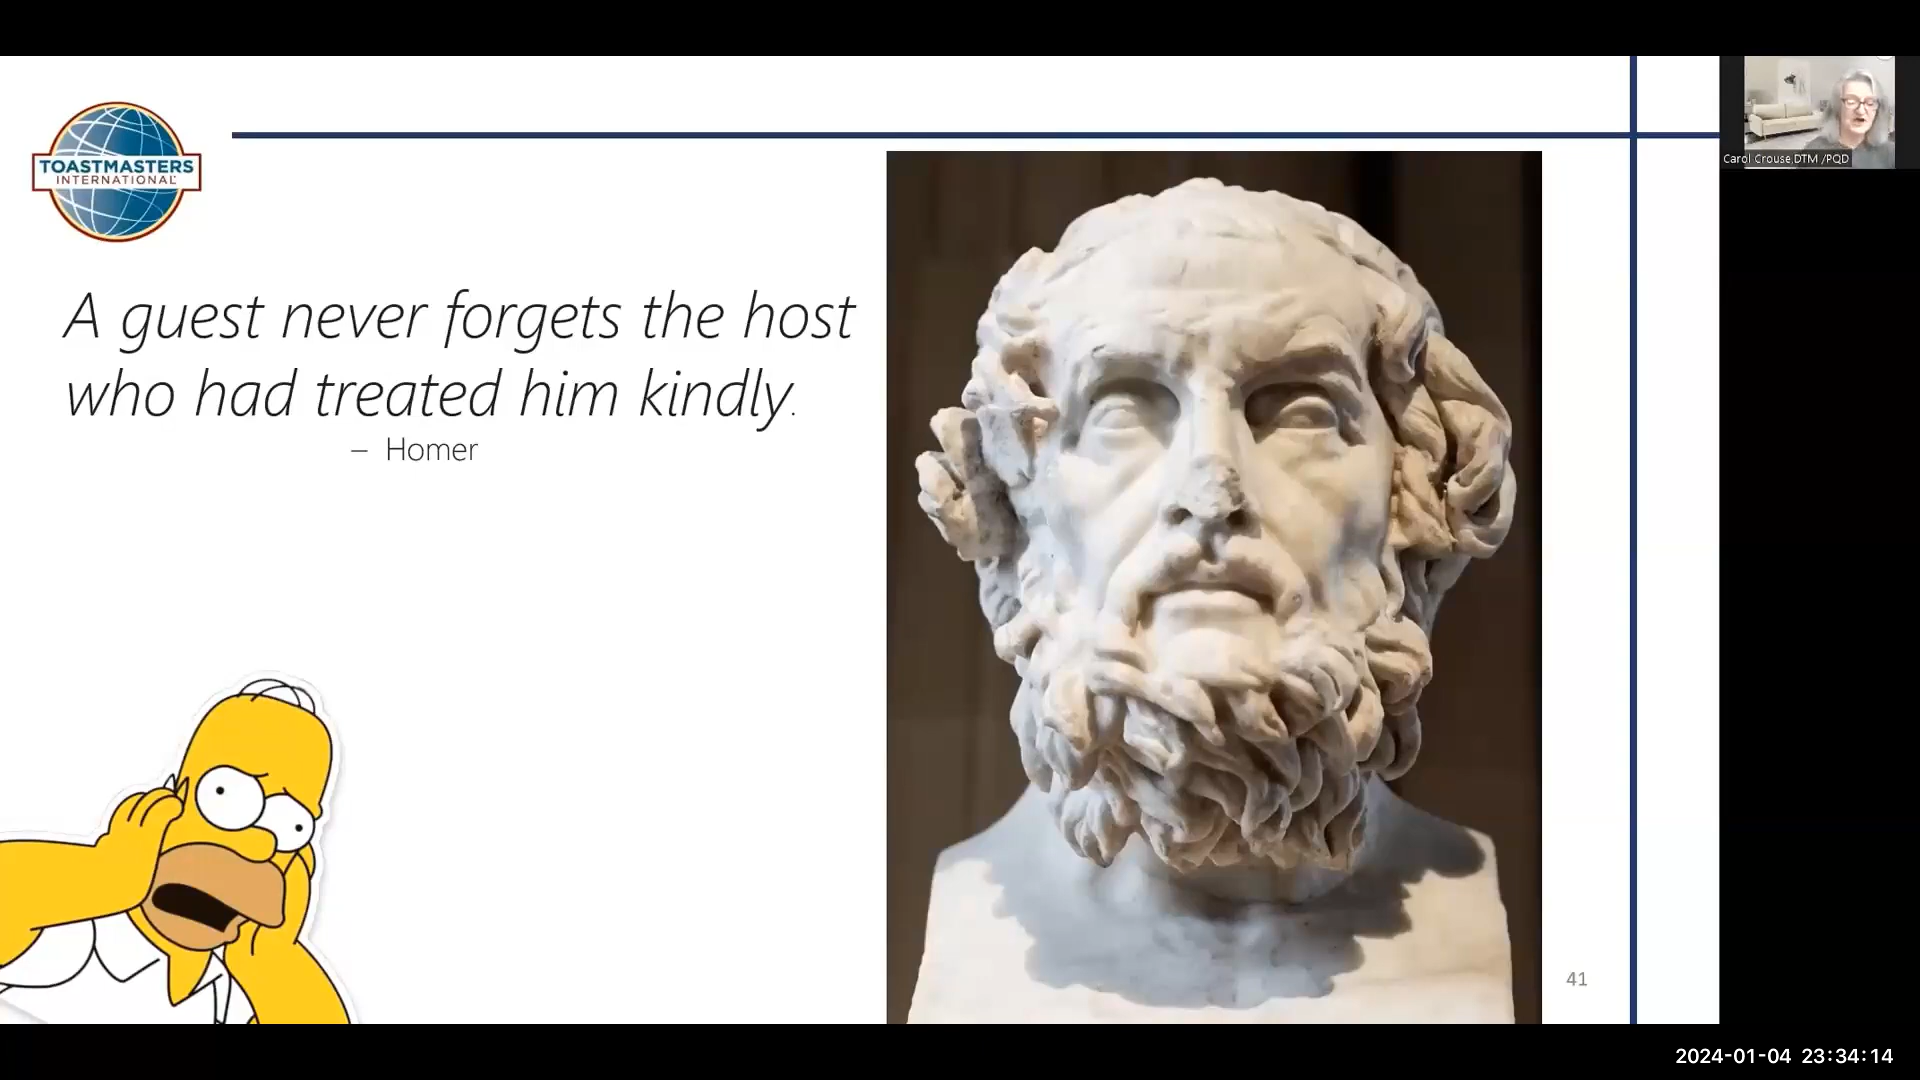 TOASTMASTERS
INTERNATIONAL
A guest never forgets the host
who had treated him kindly.
– Homer
41
Carol Crouse,DTM /PQD
2024-01-04 23:34:14